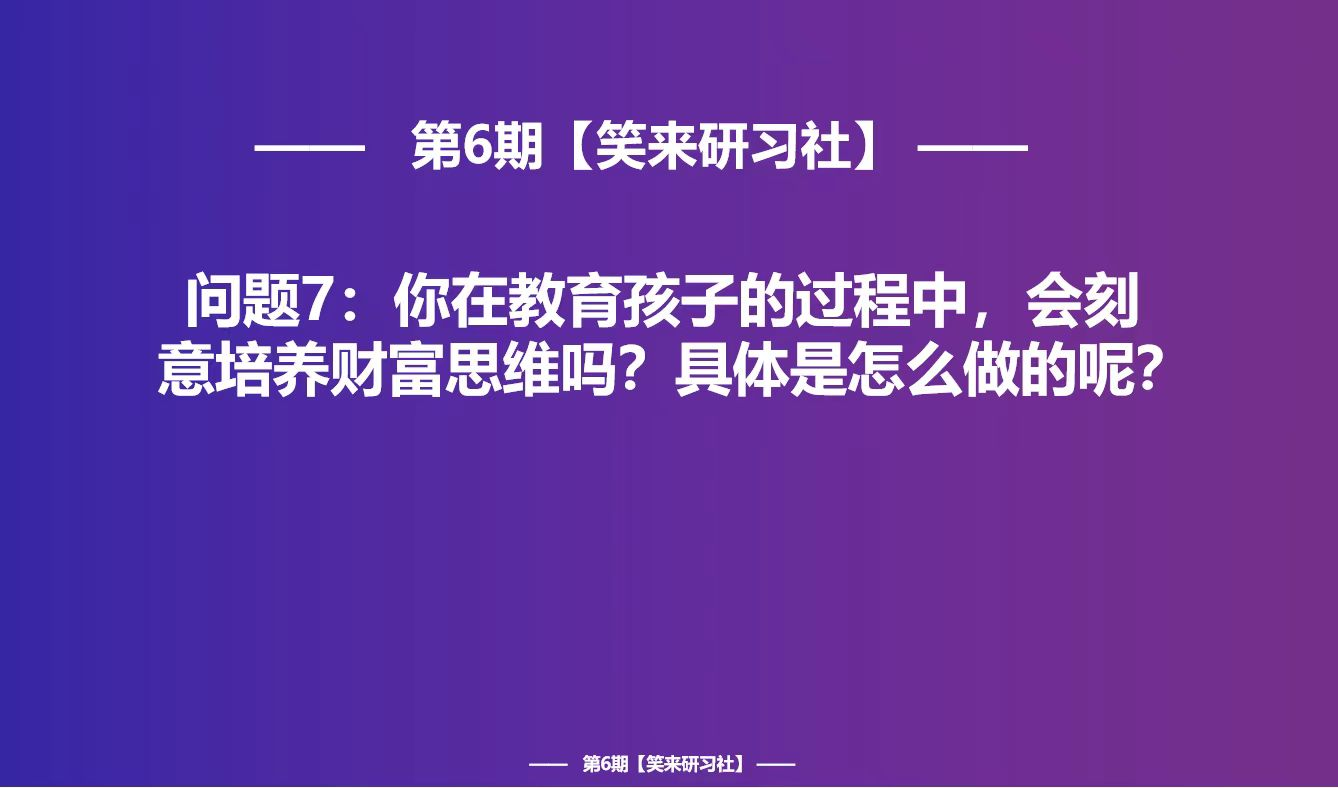 —— 第6期【笑来研习社】 ——
问题7：你在教育孩子的过程中，会刻
意培养财富思维吗？具体是怎么做的呢？
—— 第6期【笑来研习社】 ——